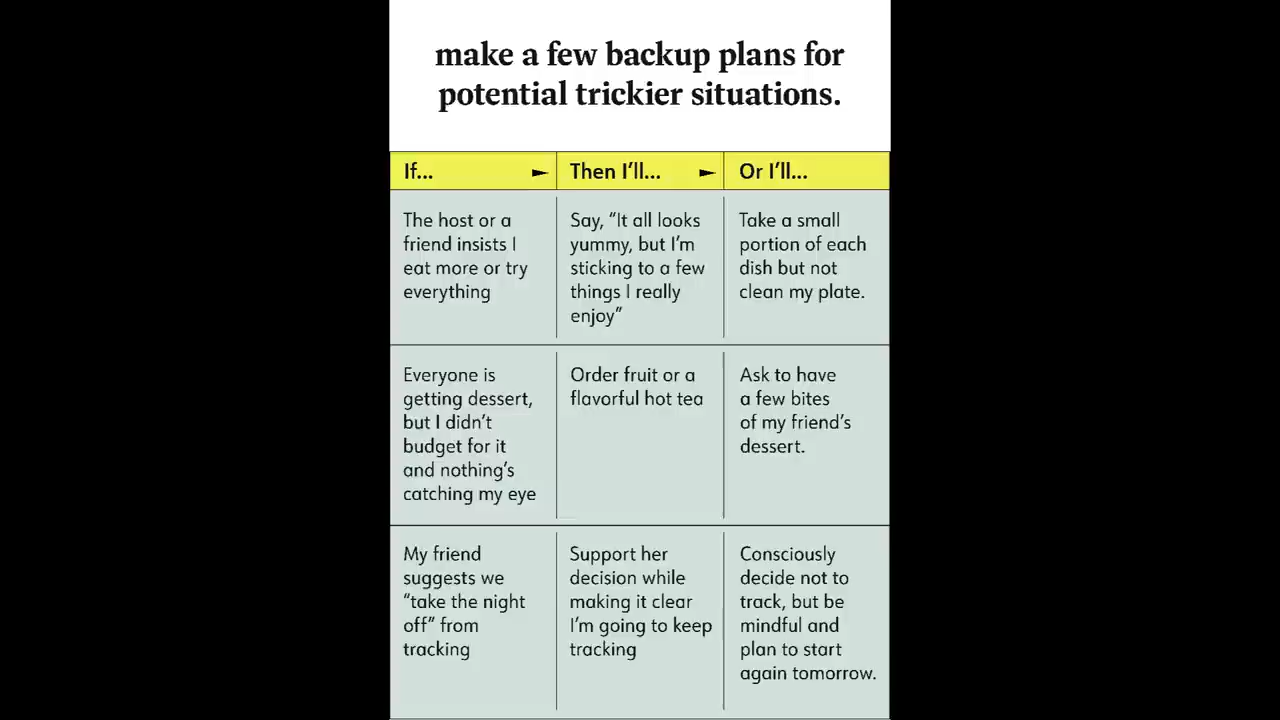 make a few backup plans for
potential trickier situations.
If... ► Then I'll... ► Or I'll...
The host or a
friend insists I
eat more or try
everything
Say, “It all looks
yummy, but I'm
sticking to a few
things I really
enjoy”
Take a small
portion of each
dish but not
clean my plate.
Everyone is
getting dessert,
but I didn't
budget for it
and nothing's
catching my eye
Order fruit or a
flavorful hot tea
Ask to have
a few bites
of my friend's
dessert.
My friend
suggests we
“take the night
off” from
tracking
Support her
decision while
making it clear
I'm going to keep
tracking
Consciously
decide not to
track, but be
mindful and
plan to start
again tomorrow.